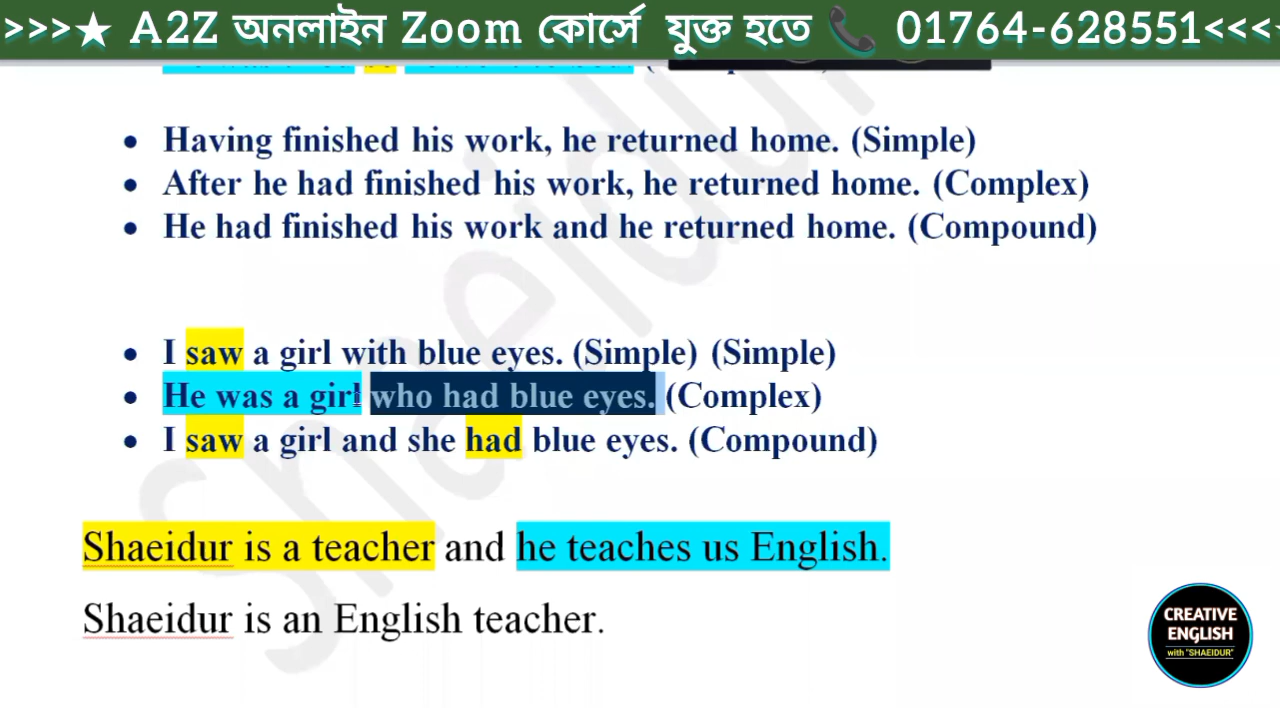 >>>★ A2Z অনলাইন Zoom কোর্সে যুক্ত হতে 📞 01764-628551<<<
Having finished his work, he returned home. (Simple)
After he had finished his work, he returned home. (Complex)
He had finished his work and he returned home. (Compound)
I saw a girl with blue eyes. (Simple) (Simple)
He was a girl who had blue eyes. (Complex)
I saw a girl and she had blue eyes. (Compound)
Shaeidur is a teacher and he teaches us English.
Shaeidur is an English teacher.
CREATIVE
ENGLISH
with "SHAEIDUR"
Shaeidur